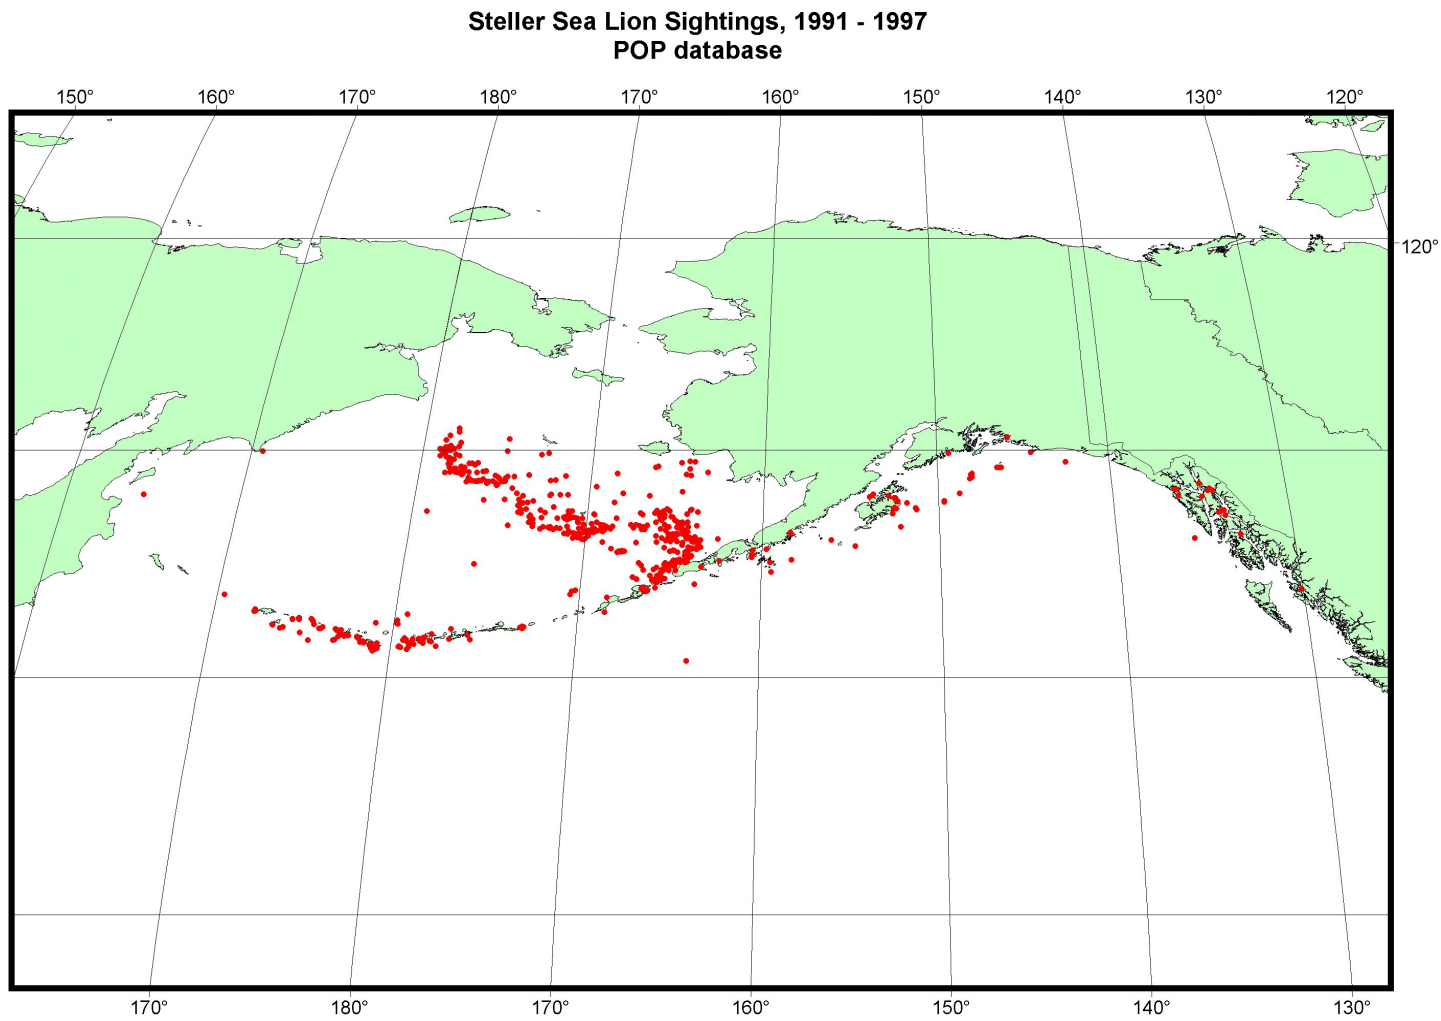 Steller Sea Lion Sightings, 1991 - 1997
POP database
150° 160° 170° 180° 170° 160° 150° 140° 130° 120°
120°
170° 180° 170° 160° 150° 140° 130°